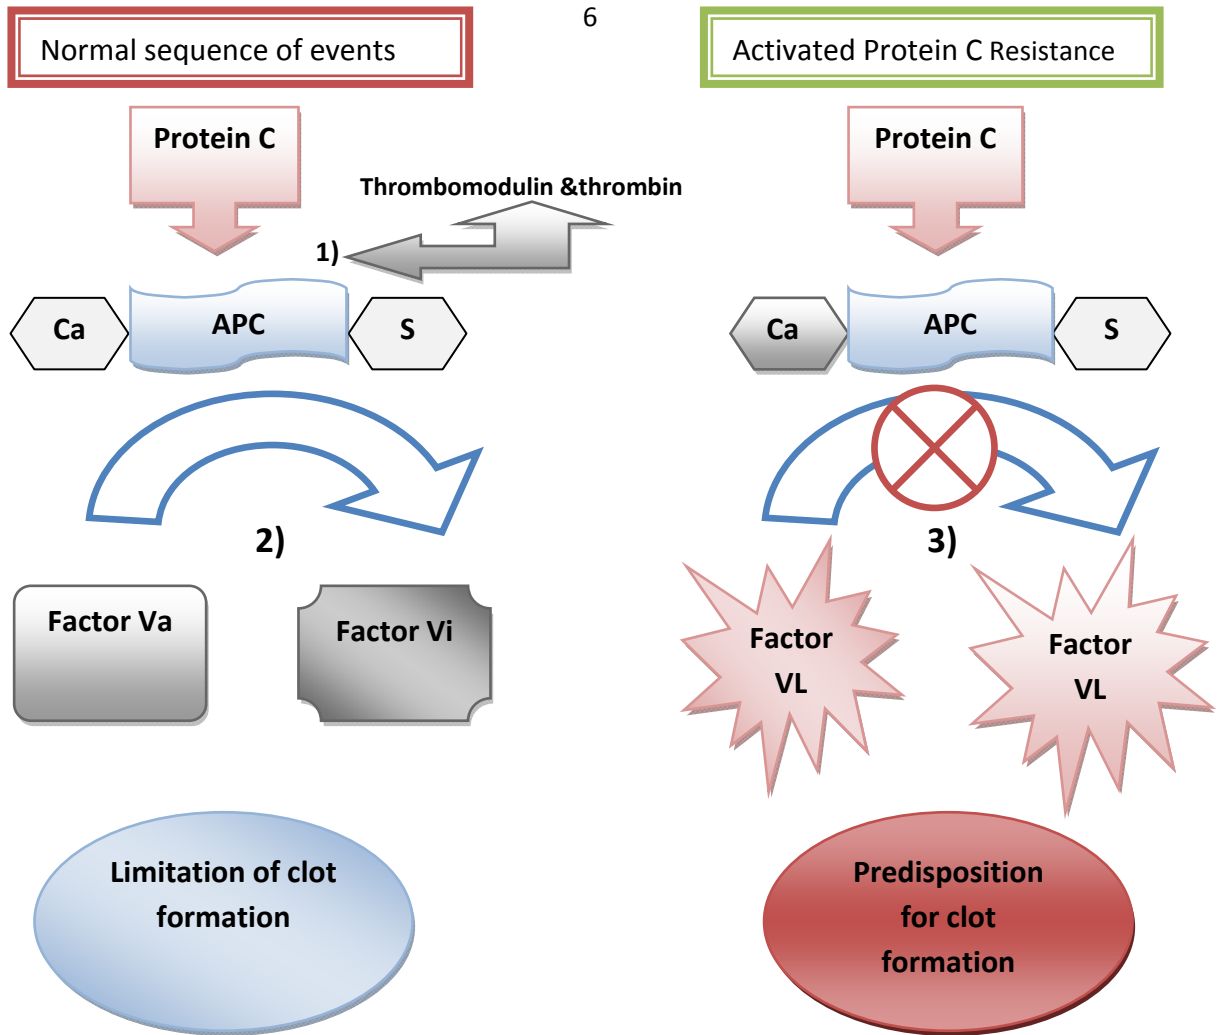 6
Normal sequence of events
Protein C
Thrombomodulin &thrombin
1)
Ca
APC
S
2)
Factor Va
Factor Vi
Limitation of clot
formation
Activated Protein C Resistance
Protein C
Ca
APC
S
3)
Factor
VL
Factor
VL
Predisposition
for clot
formation